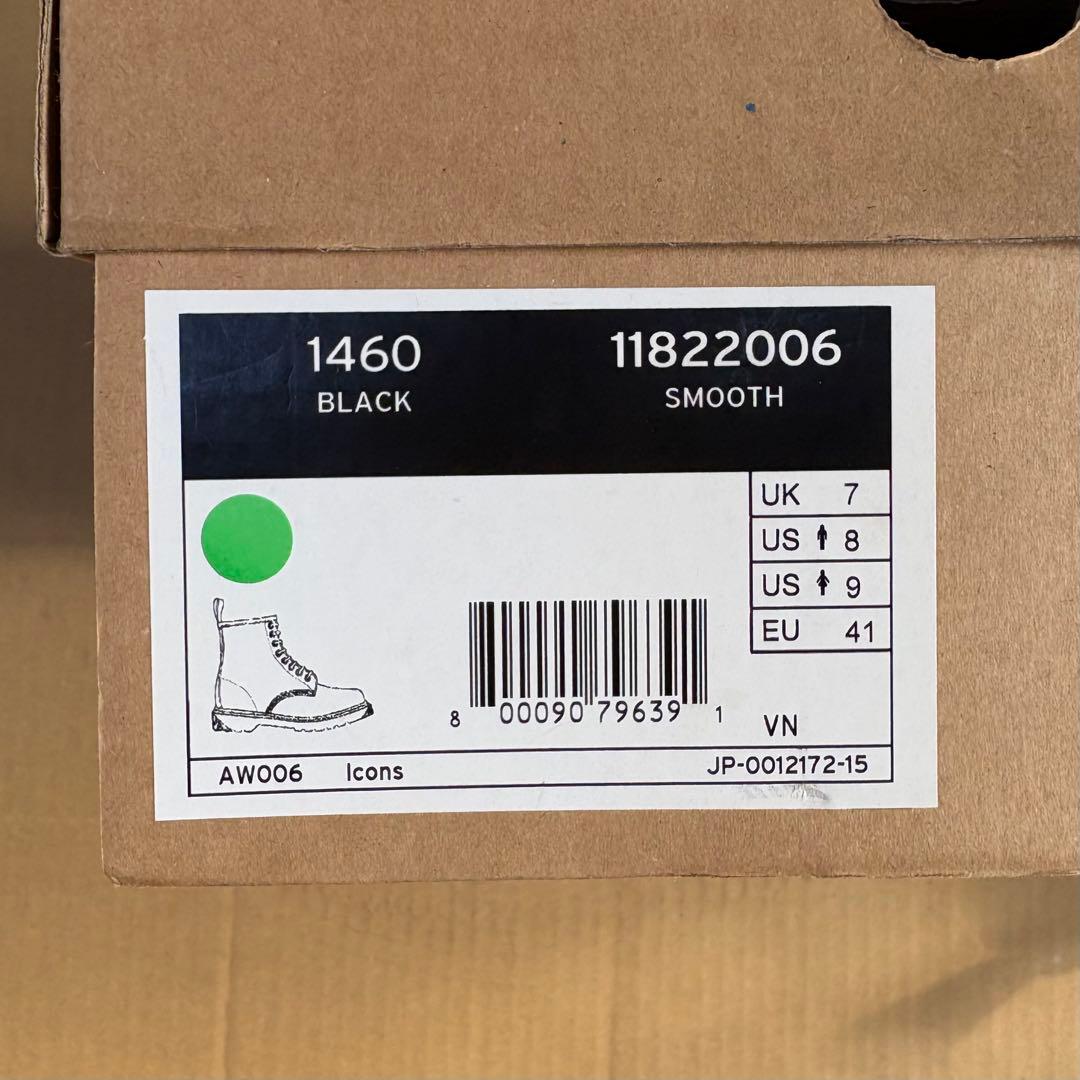 1460 11822006
BLACK SMOOTH
UK 7
US 8
US 9
EU 41
8 00090 79639 1
VN
AW006 Icons JP-0012172-15